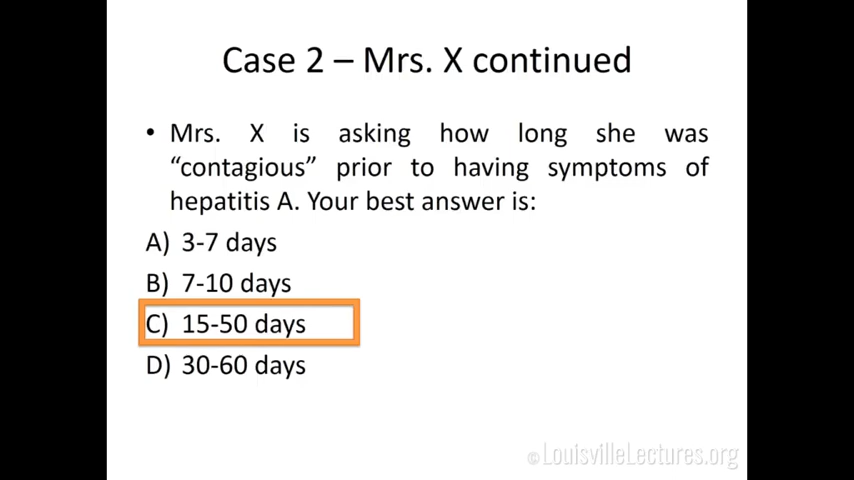 Case 2 – Mrs. X continued
• Mrs. X is asking how long she was
“contagious” prior to having symptoms of
hepatitis A. Your best answer is:
A) 3-7 days
B) 7-10 days
C) 15-50 days
D) 30-60 days
©LouisvilleLectures.org